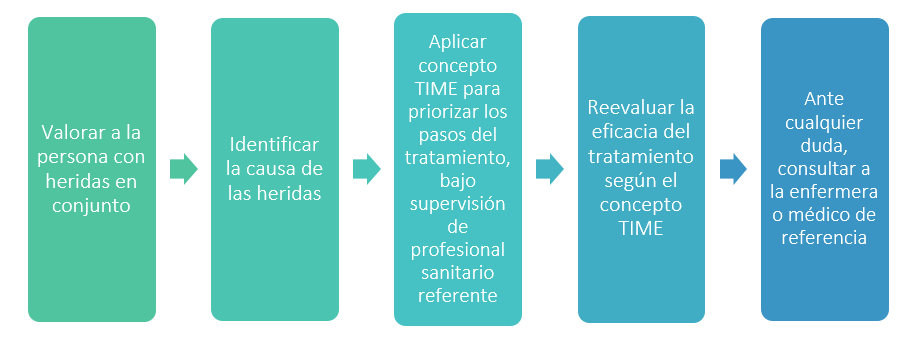 Valorar a la
persona con
heridas en
conjunto
Identificar
la causa de
las heridas
Aplicar
concepto
TIME para
priorizar los
pasos del
tratamiento,
bajo
supervisión
de
profesional
sanitario
referente
Reevaluar la
eficacia del
tratamiento
según el
concepto
TIME
Ante
cualquier
duda,
consultar a
la enfermera
o médico de
referencia